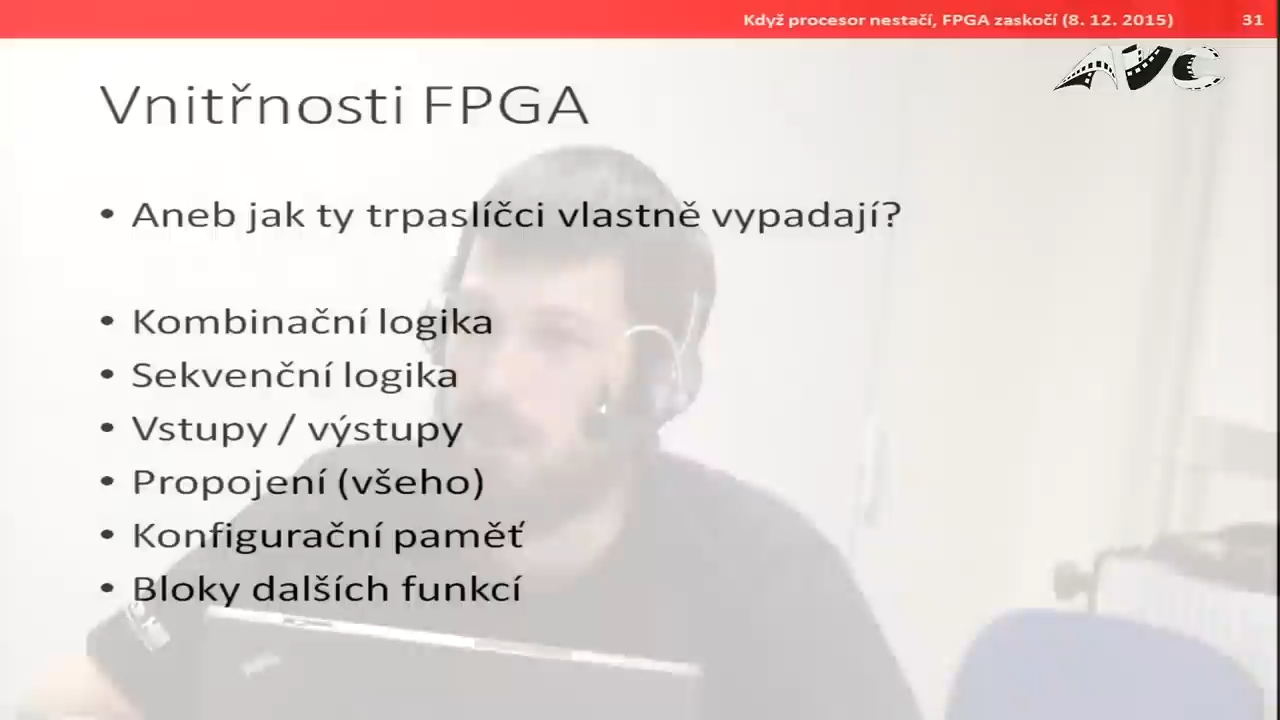 Když procesor nestačí, FPGA zaskočí (8. 12. 2015) 31
AVC
Vnitřnosti FPGA
• Aneb jak ty trpaslíčci vlastně vypadají?
• Kombinační logika
• Sekvenční logika
• Vstupy / výstupy
• Propojení (všeho)
• Konfigurační paměť
• Bloky dalších funkcí